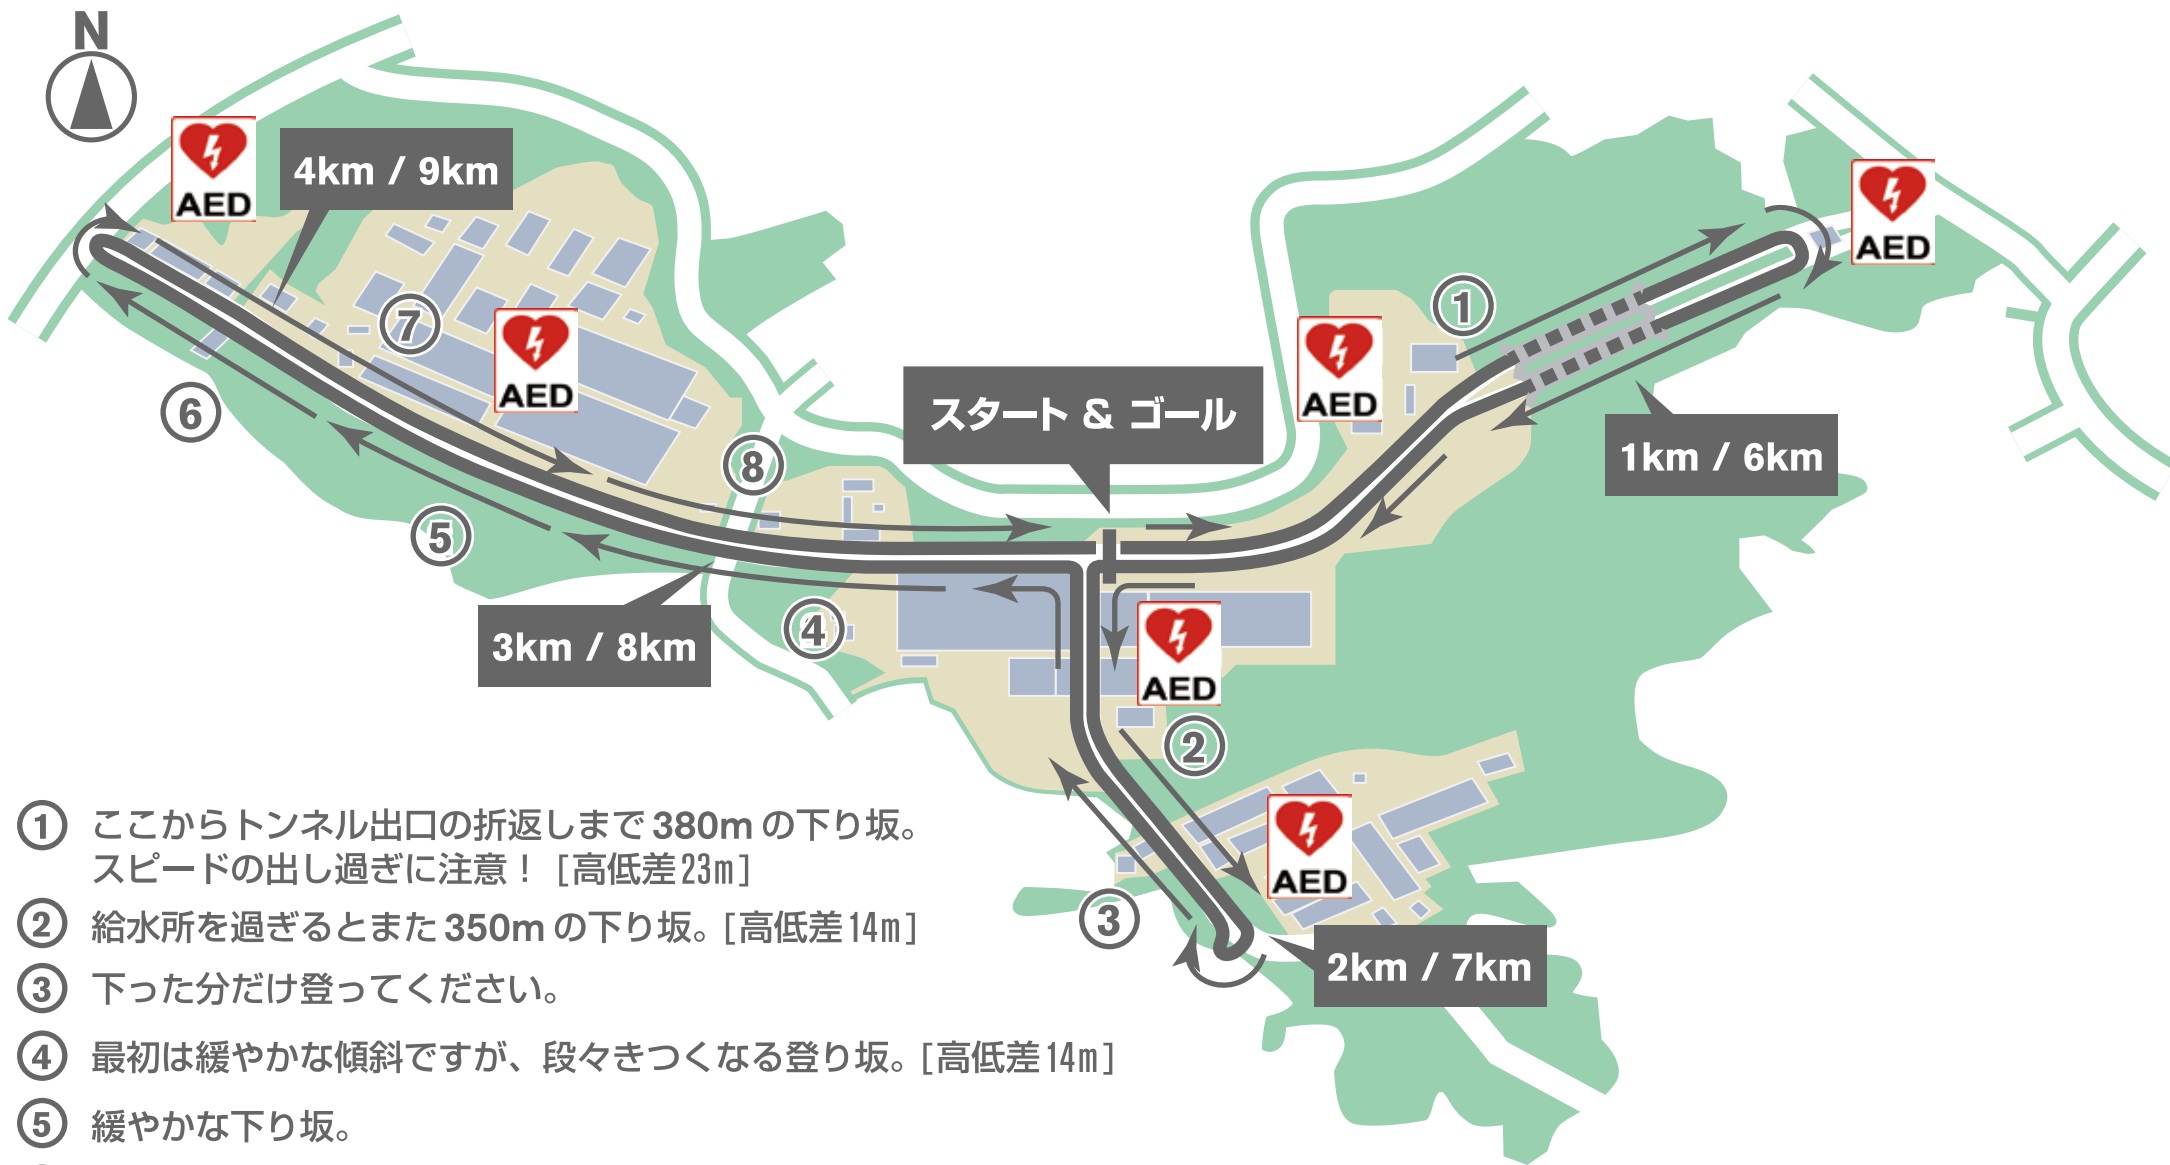 N
AED
4km / 9km
AED
①
AED
⑦
AED
スタート & ゴール
⑥
1km / 6km
⑧
⑤
④
3km / 8km
AED
②
AED
③
2km / 7km
① ここからトンネル出口の折返しまで380mの下り坂。
スピードの出し過ぎに注意！ [高低差23m]
② 給水所を過ぎるとまた350mの下り坂。[高低差14m]
③ 下った分だけ登ってください。
④ 最初は緩やかな傾斜ですが、段々きつくなる登り坂。[高低差14m]
⑤ 緩やかな下り坂。